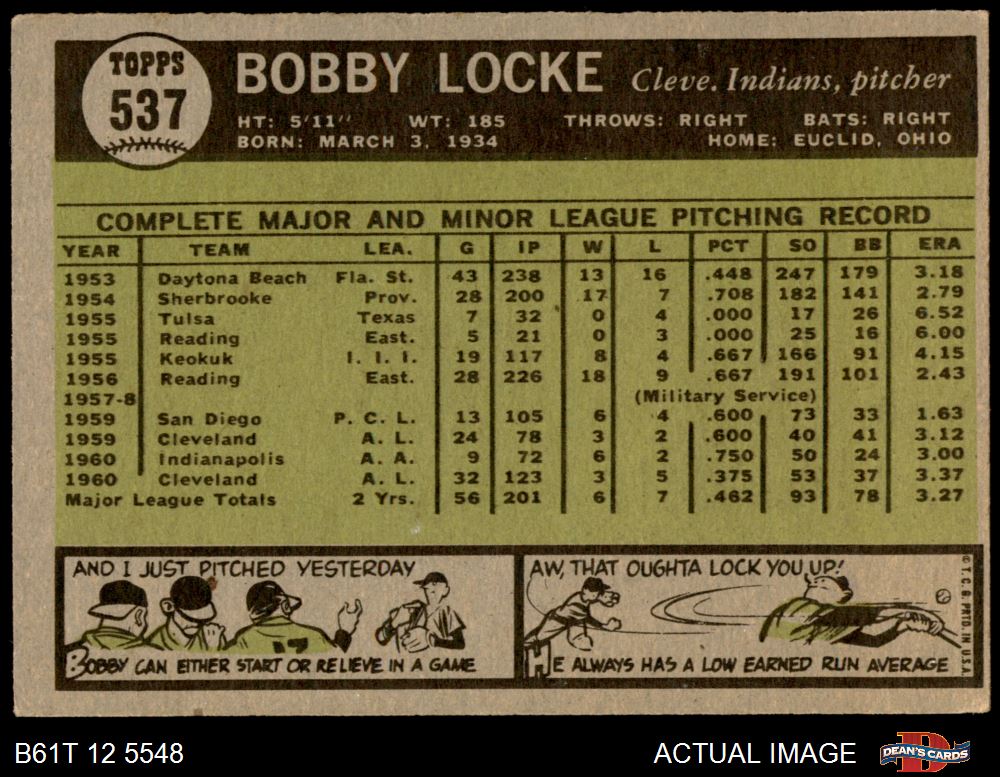 TOPPS
537
BOBBY LOCKE Cleve. Indians, pitcher
HT: 5'11" WT: 185 THROWS: RIGHT BATS: RIGHT
BORN: MARCH 3, 1934 HOME: EUCLID, OHIO
COMPLETE MAJOR AND MINOR LEAGUE PITCHING RECORD
YEAR TEAM LEA. G IP W L PCT SO BB ERA
1953 Daytona Beach Fla. St. 43 238 13 16 .448 247 179 3.18
1954 Sherbrooke Prov. 28 200 17 7 .708 182 141 2.79
1955 Tulsa Texas 7 32 0 4 .000 17 26 6.52
1955 Reading East. 5 21 0 3 .000 25 16 6.00
1955 Keokuk I. I. I. 19 117 8 4 .667 166 91 4.15
1956 Reading East. 28 226 18 9 .667 191 101 2.43
1957-8 (Military Service)
1959 San Diego P. C. L. 13 105 6 4 .600 73 33 1.63
1959 Cleveland A. L. 24 78 3 2 .600 40 41 3.12
1960 Indianapolis A. A. 9 72 6 2 .750 50 24 3.00
1960 Cleveland A. L. 32 123 3 5 .375 53 37 3.37
Major League Totals 2 Yrs. 56 201 6 7 .462 93 78 3.27
AND I JUST PITCHED YESTERDAY
BOBBY CAN EITHER START OR RELIEVE IN A GAME
AW, THAT OUGHTA LOCK YOU UP!
HE ALWAYS HAS A LOW EARNED RUN AVERAGE
© T. C. G. PRTD. IN U.S.A.
B61T 12 5548 ACTUAL IMAGE DEAN'S CARDS